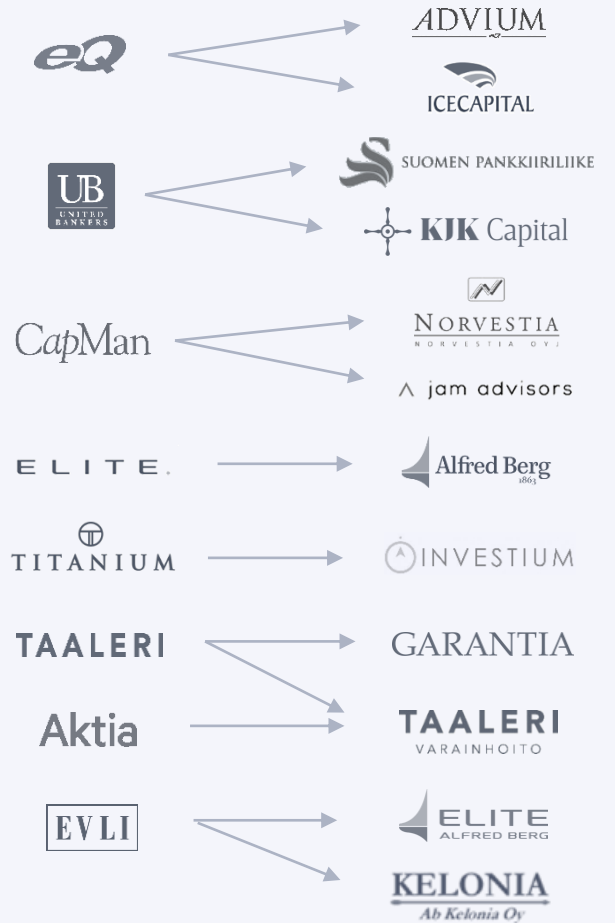 eQ
ADVIUM
eQ
ICECAPITAL
UB
UNITED
BANKERS
SUOMEN PANKKIIRILIIKE
KJK Capital
CapMan
NORVESTIA
NORVESTIA OYJ
jam advisors
ELITE.
Alfred Berg
1863
TITANIUM
INVESTIUM
TAALERI
GARANTIA
Aktia
TAALERI
VARAINHOITO
EVLI
ELITE
ALFRED BERG
KELONIA
Ab Kelonia Oy